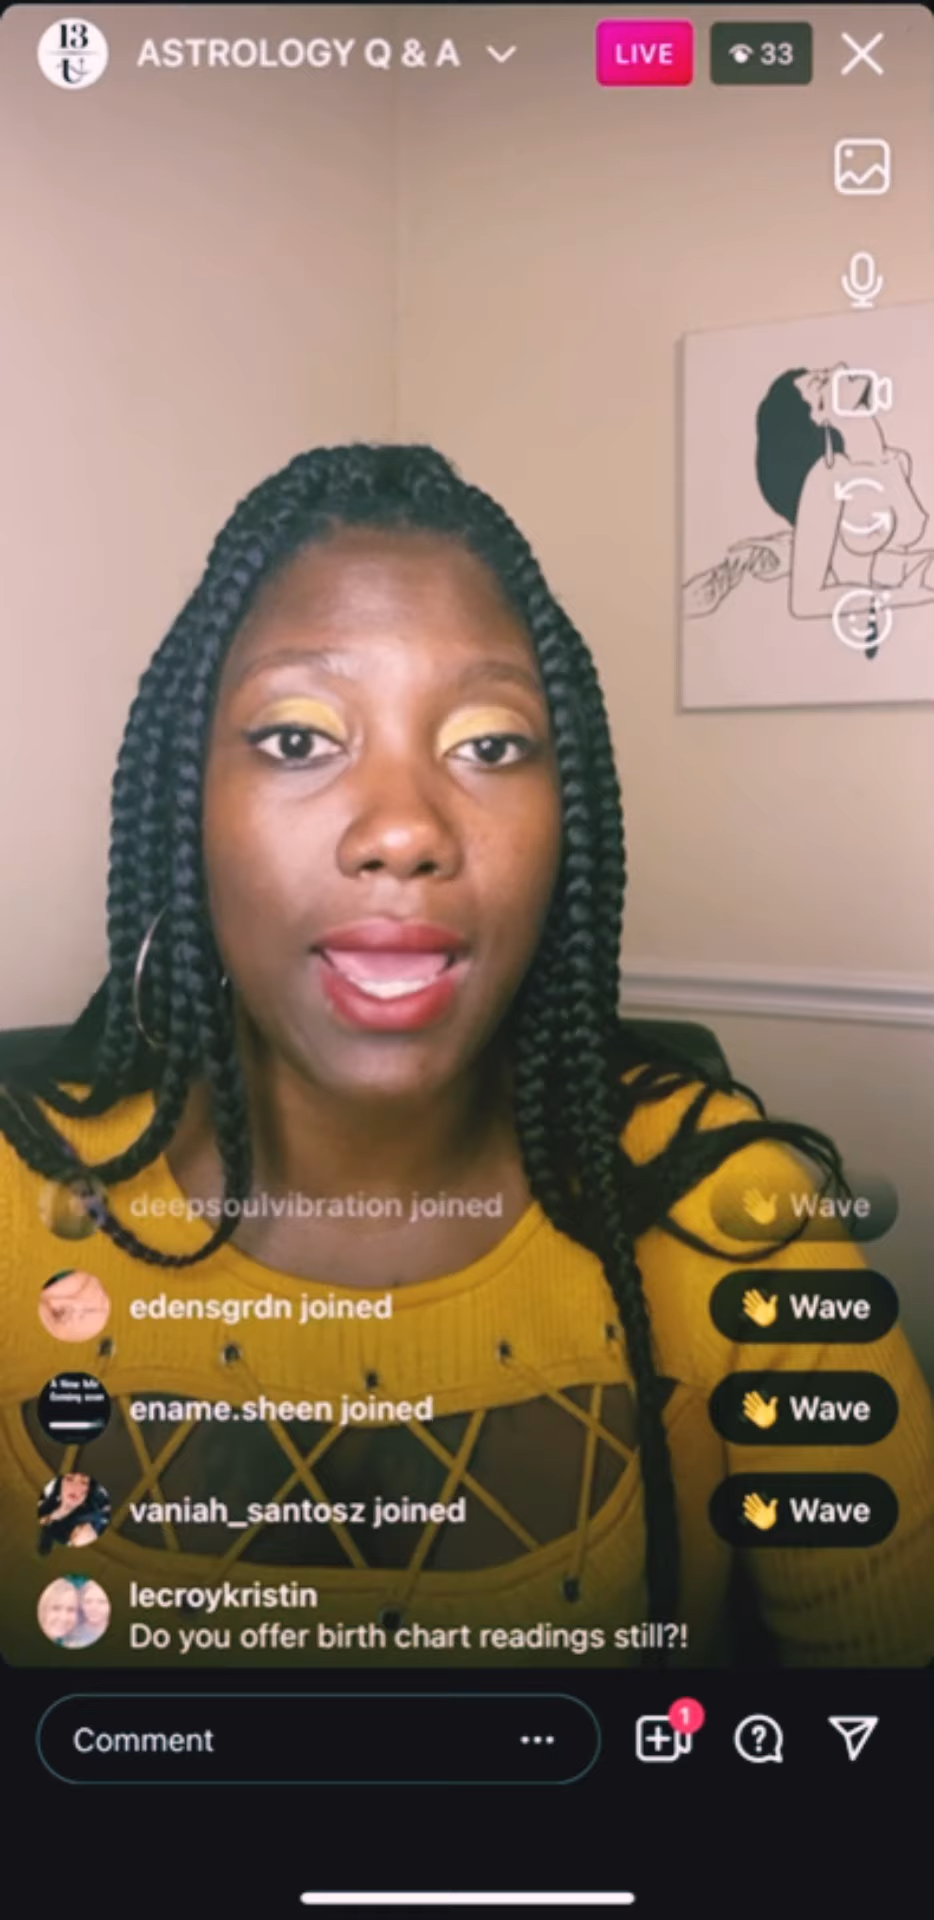 13
U
ASTROLOGY Q & A
LIVE
33
deepsoulvibration joined
Wave
edensgrdn joined
Wave
ename.sheen joined
Wave
vaniah_santosz joined
Wave
lecroykristin
Do you offer birth chart readings still?!
Comment
1